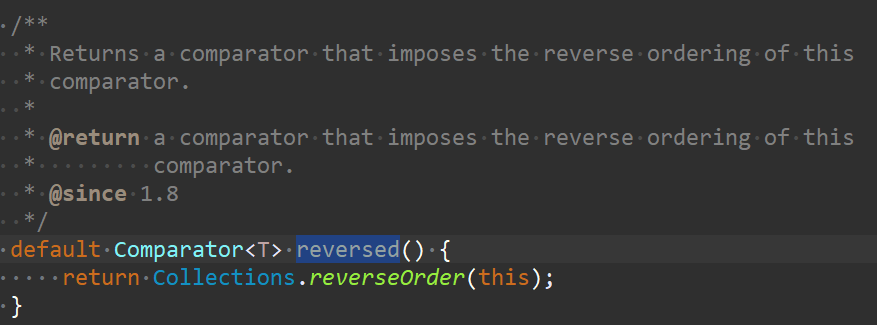 /**
 * Returns a comparator that imposes the reverse ordering of this
 * comparator.
 *
 * @return a comparator that imposes the reverse ordering of this
 *         comparator.
 * @since 1.8
 */
default Comparator<T> reversed() {
    return Collections.reverseOrder(this);
}